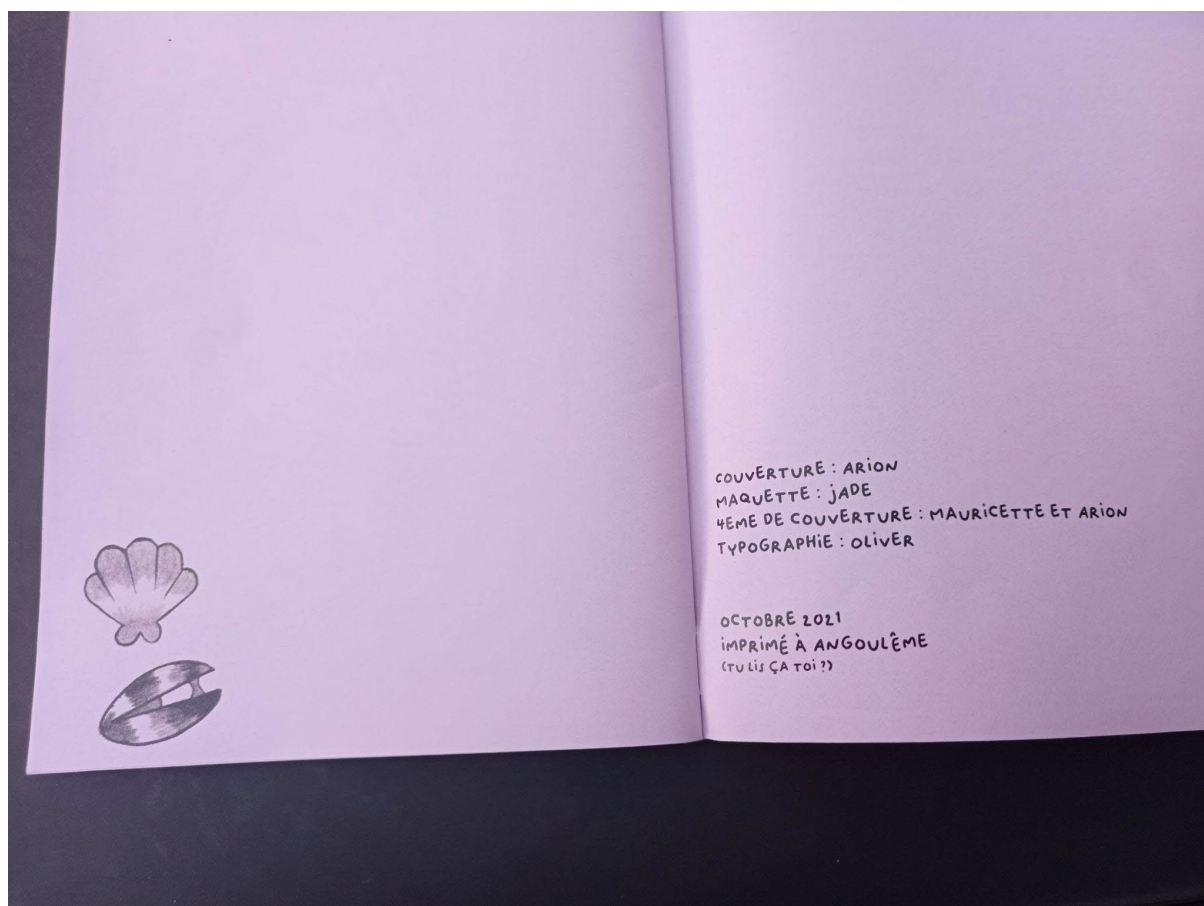 COUVERTURE : ARiON
MAQUETTE : jADE
4EME DE COUVERTURE : MAURiCETTE ET ARiON
TYPOGRAPHiE : OLiVER
OCTOBRE 2021
iMPRiMÉ À ANGOULÊME
(TU Lis ÇA TOi ?)